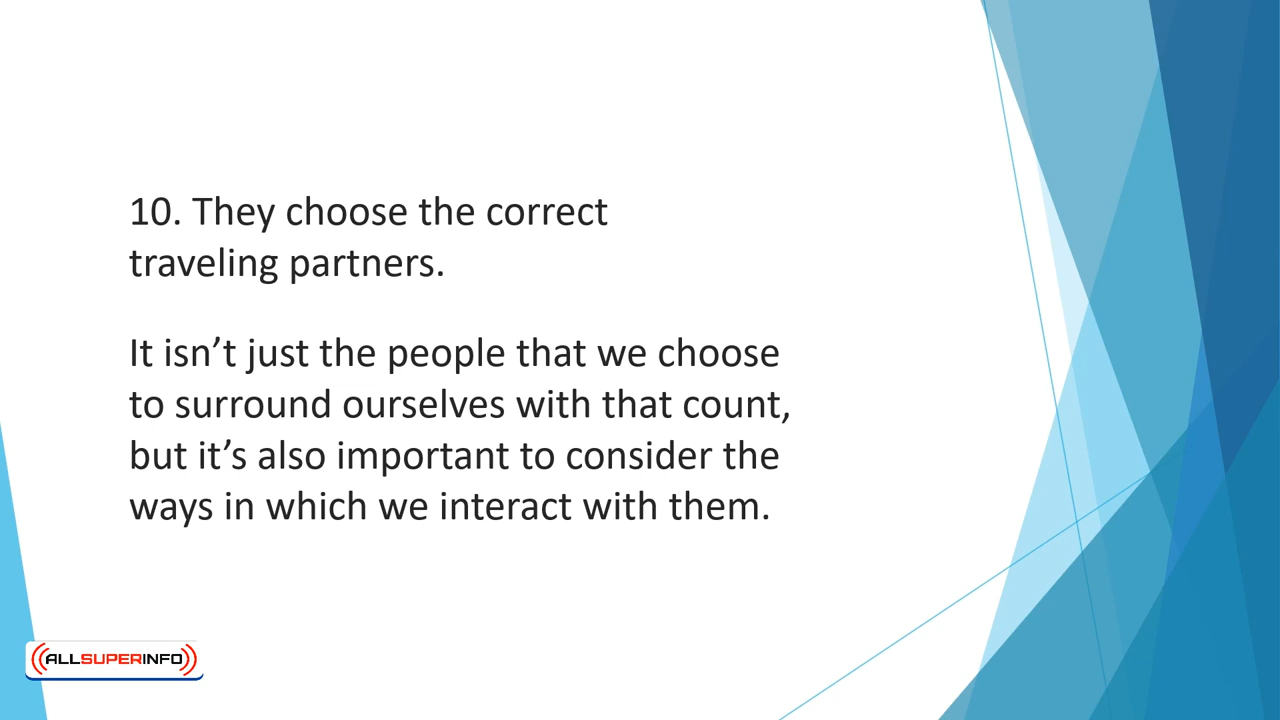 10. They choose the correct
traveling partners.
It isn’t just the people that we choose
to surround ourselves with that count,
but it’s also important to consider the
ways in which we interact with them.
ALLSUPERINFO